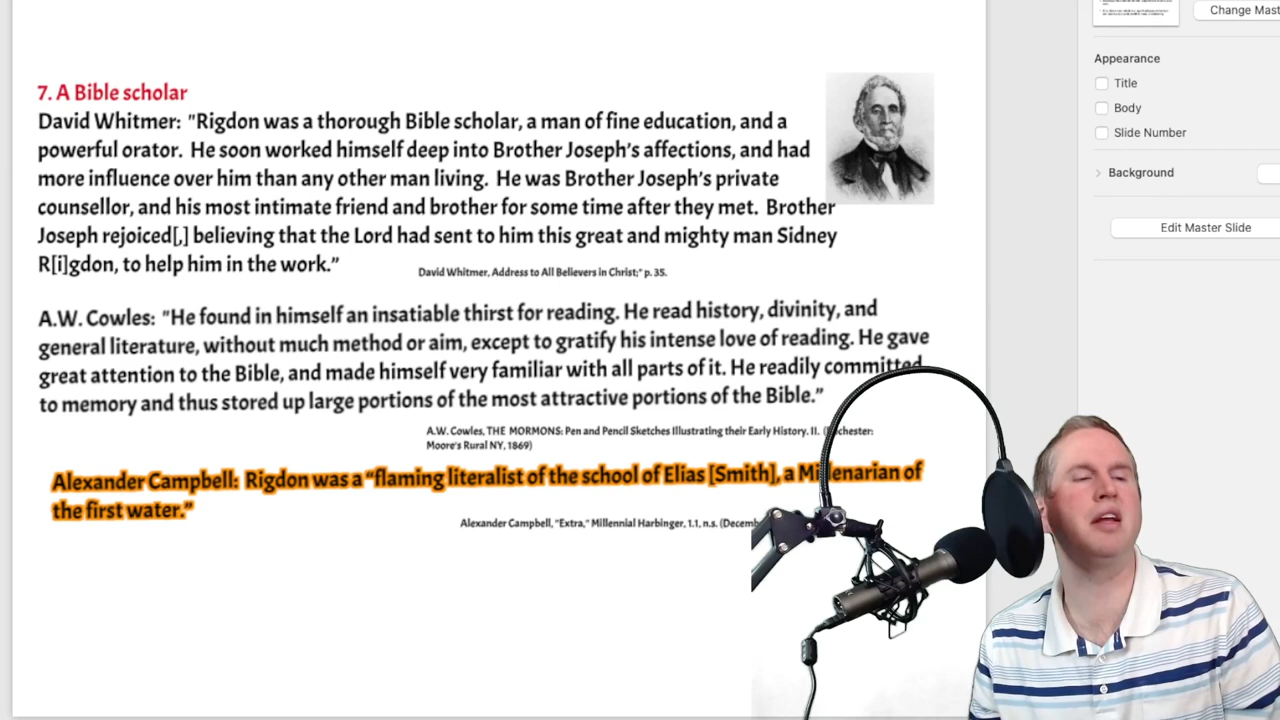 Change Mast
7. A Bible scholar
David Whitmer: "Rigdon was a thorough Bible scholar, a man of fine education, and a
powerful orator. He soon worked himself deep into Brother Joseph's affections, and had
more influence over him than any other man living. He was Brother Joseph's private
counsellor, and his most intimate friend and brother for some time after they met. Brother
Joseph rejoiced[,] believing that the Lord had sent to him this great and mighty man Sidney
R[i]gdon, to help him in the work."
David Whitmer, Address to All Believers in Christ;" p. 35.
A.W. Cowles: "He found in himself an insatiable thirst for reading. He read history, divinity, and
general literature, without much method or aim, except to gratify his intense love of reading. He gave
great attention to the Bible, and made himself very familiar with all parts of it. He readily committed
to memory and thus stored up large portions of the most attractive portions of the Bible."
A.W. Cowles, THE MORMONS: Pen and Pencil Sketches Illustrating their Early History. II. (
Moore's Rural NY, 1869)
Alexander Campbell: Rigdon was a "flaming literalist of the school of Elias [Smith], a Millenarian of
the first water."
Alexander Campbell, "Extra," Millennial Harbinger, 1.1, n.s. (Decemb
Appearance
Title
Body
Slide Number
Background
Edit Master Slide